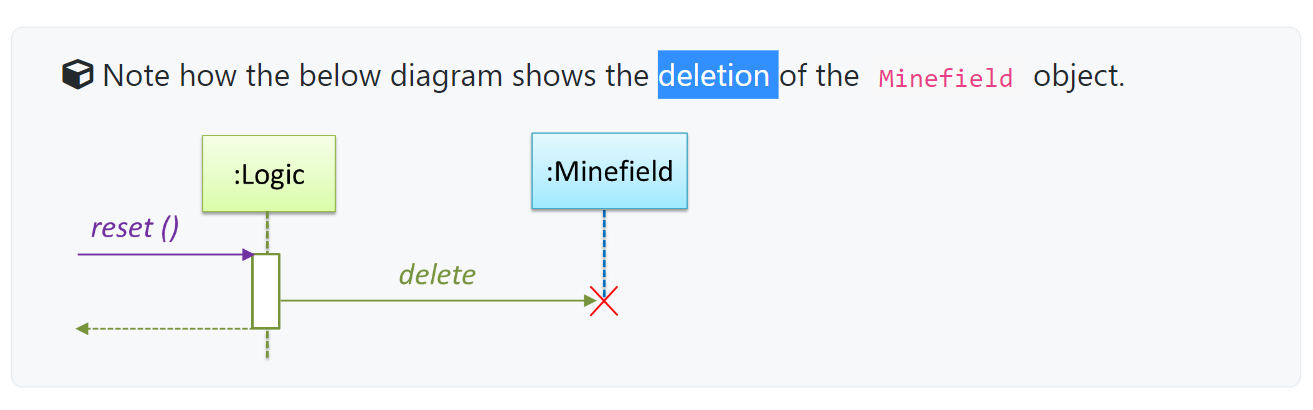 Note how the below diagram shows the deletion of the Minefield object.
:Logic
:Minefield
reset ()
delete